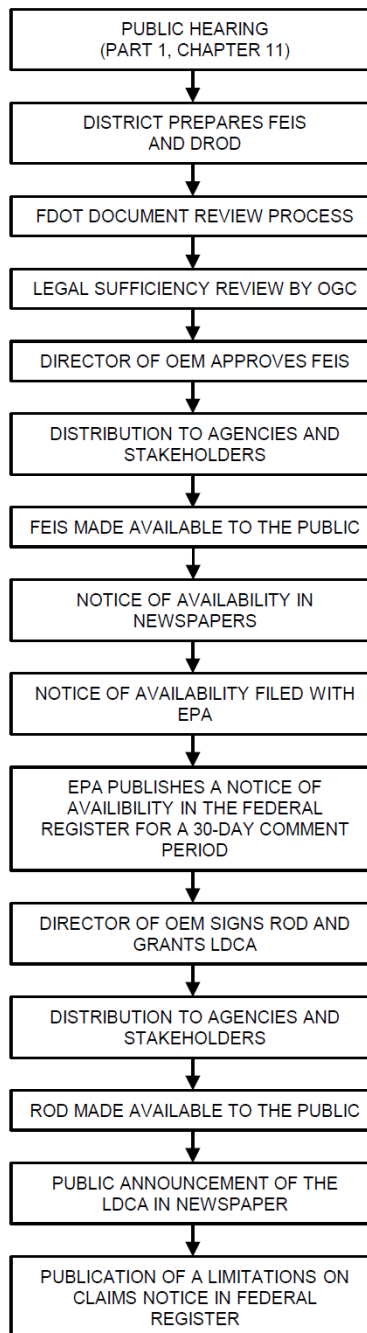 PUBLIC HEARING
(PART 1, CHAPTER 11)
DISTRICT PREPARES FEIS
AND DROD
FDOT DOCUMENT REVIEW PROCESS
LEGAL SUFFICIENCY REVIEW BY OGC
DIRECTOR OF OEM APPROVES FEIS
DISTRIBUTION TO AGENCIES AND
STAKEHOLDERS
FEIS MADE AVAILABLE TO THE PUBLIC
NOTICE OF AVAILABILITY IN
NEWSPAPERS
NOTICE OF AVAILABILITY FILED WITH
EPA
EPA PUBLISHES A NOTICE OF
AVAILIBILITY IN THE FEDERAL
REGISTER FOR A 30-DAY COMMENT
PERIOD
DIRECTOR OF OEM SIGNS ROD AND
GRANTS LDCA
DISTRIBUTION TO AGENCIES AND
STAKEHOLDERS
ROD MADE AVAILABLE TO THE PUBLIC
PUBLIC ANNOUNCEMENT OF THE
LDCA IN NEWSPAPER
PUBLICATION OF A LIMITATIONS ON
CLAIMS NOTICE IN FEDERAL
REGISTER